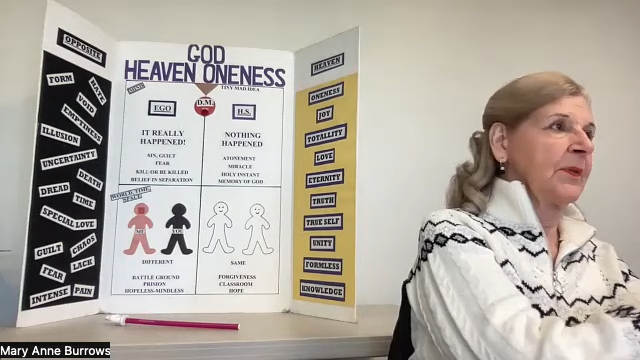 OPPOSITE
FORM
HATE
VOID
EMPTINESS
ILLUSION
UNCERTAINTY
DEATH
DREAD
TIME
SPECIAL LOVE
GUILT
CHAOS
FEAR
LACK
INTENSE
PAIN
GOD
HEAVEN ONENESS
TINY MAD IDEA
EGO
D.M.
H.S.
IT REALLY
HAPPENED!
SIN, GUILT
FEAR
KILL OR BE KILLED
BELIEF IN SEPARATION
NOTHING
HAPPENED
ATONEMENT
MIRACLE
HOLY INSTANT
MEMORY OF GOD
WORLD, TIME,
SPACE
ME
YOU
DIFFERENT
BATTLE GROUND
PRISION
HOPELESS-MINDLESS
SAME
FORGIVENESS
CLASSROOM
HOPE
HEAVEN
ONENESS
JOY
TOTALLITY
LOVE
ETERNITY
TRUTH
TRUE SELF
UNITY
FORMLESS
KNOWLEDGE
Mary Anne Burrows